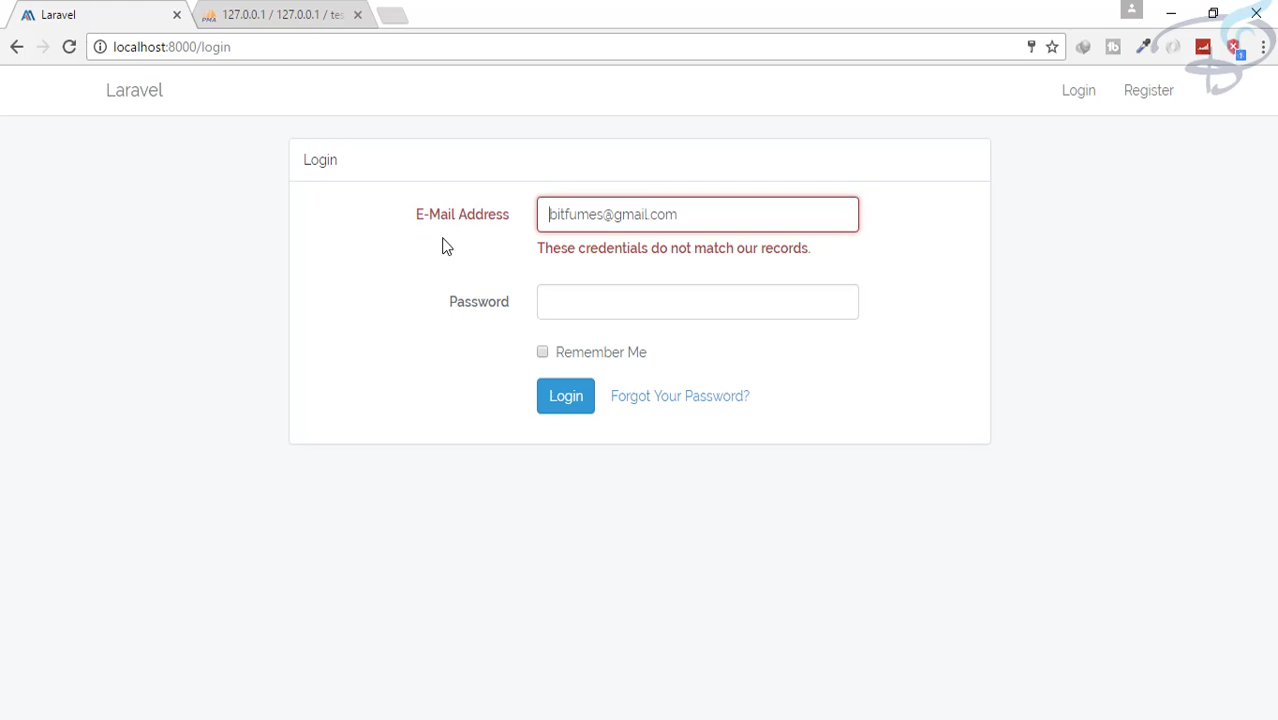 Laravel
127.0.0.1 / 127.0.0.1 / tes
localhost:8000/login
Laravel
Login
Register
Login
E-Mail Address
bitfumes@gmail.com
These credentials do not match our records.
Password
Remember Me
Login
Forgot Your Password?